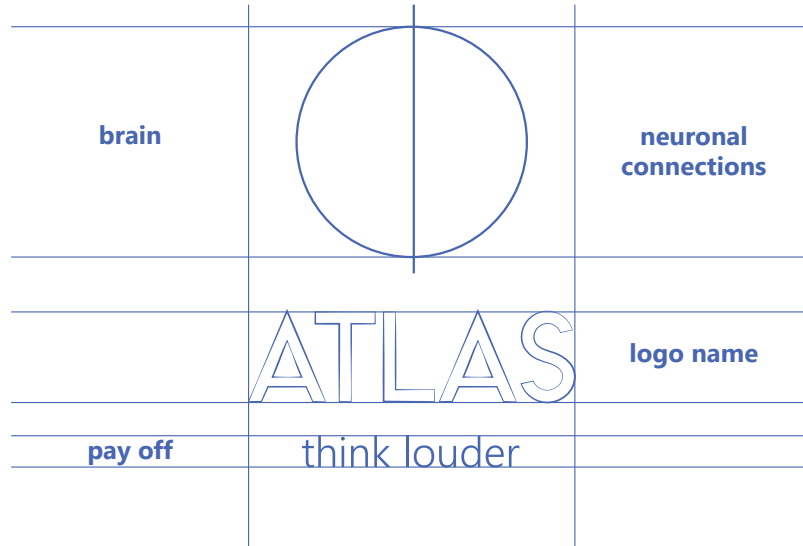 brain
neuronal
connections
ATLAS
logo name
pay off
think louder